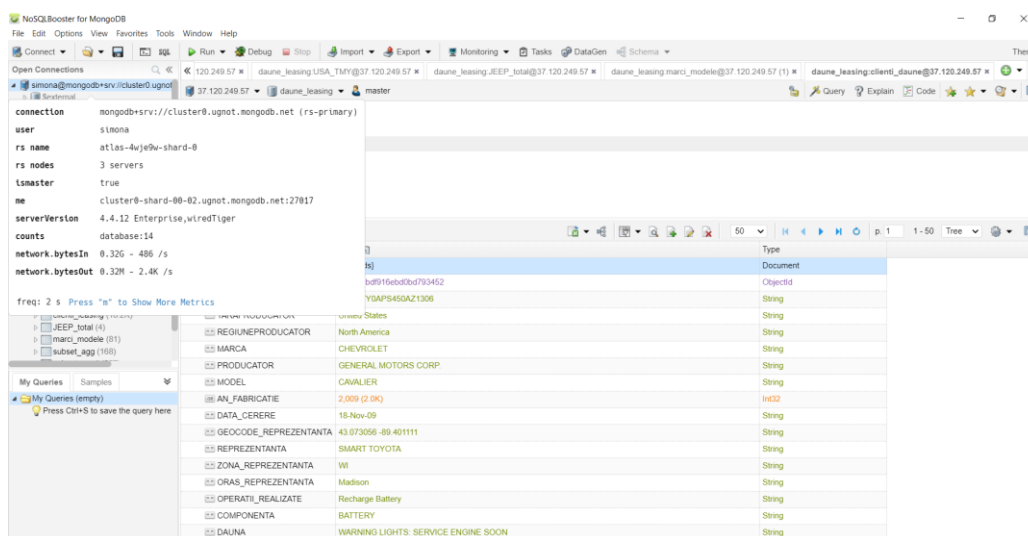 NoSQLBooster for MongoDB
File Edit Options View Favorites Tools Window Help
Connect SQL Run Debug Stop Import Export Monitoring Tasks DataGen Schema
Open Connections
120.249.57 × daune_leasing:USA_TMY@37.120.249.57 × daune_leasing:JEEP_total@37.120.249.57 × daune_leasing:marci_modele@37.120.249.57 (1) × daune_leasing:clienti_daune@37.120.249.57 ×
simona@mongodb+srv://cluster0.ugnot
37.120.249.57 daune_leasing master Query Explain Code
$external
connection mongodb+srv://cluster0.ugnot.mongodb.net (rs-primary)
user simona
rs name atlas-4wje9w-shard-0
rs nodes 3 servers
ismaster true
me cluster0-shard-00-02.ugnot.mongodb.net:27017
serverVersion 4.4.12 Enterprise,wiredTiger
counts database:14
network.bytesIn 0.32G - 486 /s
network.bytesOut 0.32M - 2.4K /s
freq: 2 s Press "m" to Show More Metrics
50 p. 1 1 - 50 Tree
Type
Document
bdf916ebd0bd793452 ObjectId
Y0APS450AZ1306 String
TARAPRODUCATOR United States String
REGIUNEPRODUCATOR North America String
MARCA CHEVROLET String
PRODUCATOR GENERAL MOTORS CORP. String
MODEL CAVALIER String
AN_FABRICATIE 2,009 (2.0K) Int32
DATA_CERERE 18-Nov-09 String
GEOCODE_REPREZENTANTA 43.073056 -89.401111 String
REPREZENTANTA SMART TOYOTA String
ZONA_REPREZENTANTA WI String
ORAS_REPREZENTANTA Madison String
OPERATII_REALIZATE Recharge Battery String
COMPONENTA BATTERY String
DAUNA WARNING LIGHTS: SERVICE ENGINE SOON String
clienti_leasing
JEEP_total (4)
marci_modele (81)
subset_agg (168)
My Queries Samples
My Queries (empty)
Press Ctrl+S to save the query here